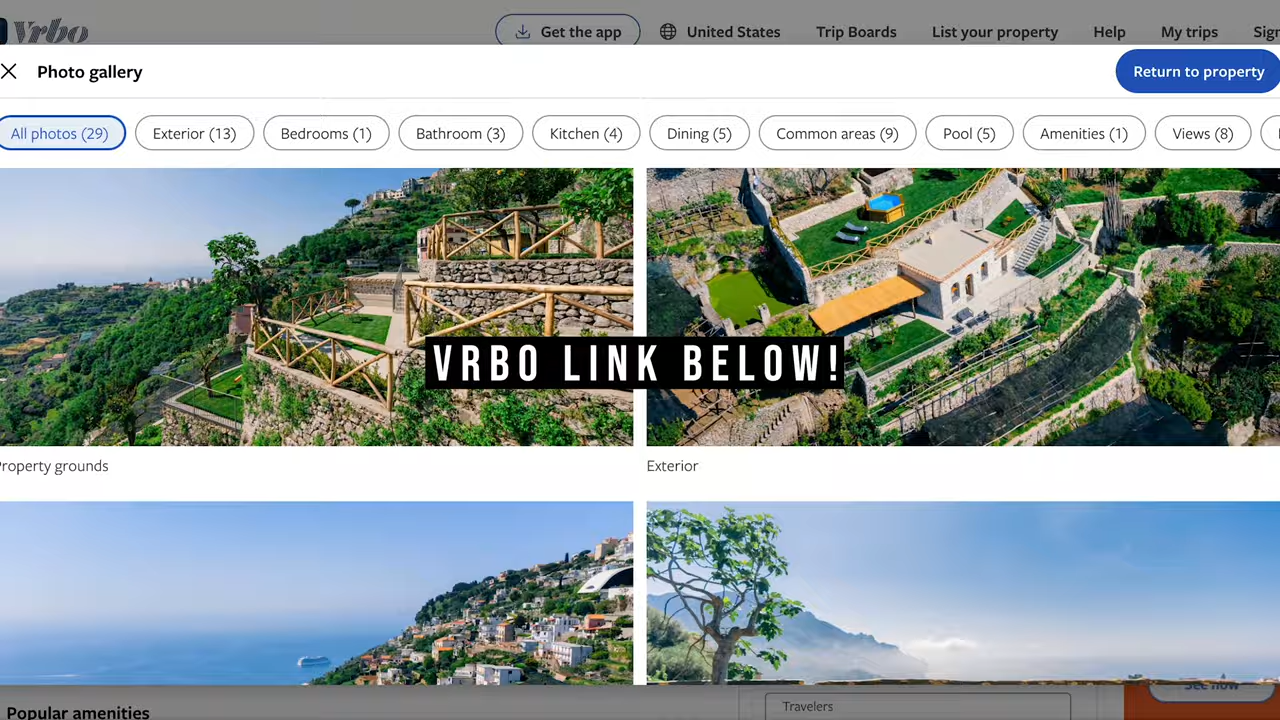 Vrbo
Get the app
United States
Trip Boards
List your property
Help
My trips
Photo gallery
Return to property
All photos (29)
Exterior (13)
Bedrooms (1)
Bathroom (3)
Kitchen (4)
Dining (5)
Common areas (9)
Pool (5)
Amenities (1)
Views (8)
VRBO LINK BELOW!
Property grounds
Exterior
See now
Popular amenities
Travelers